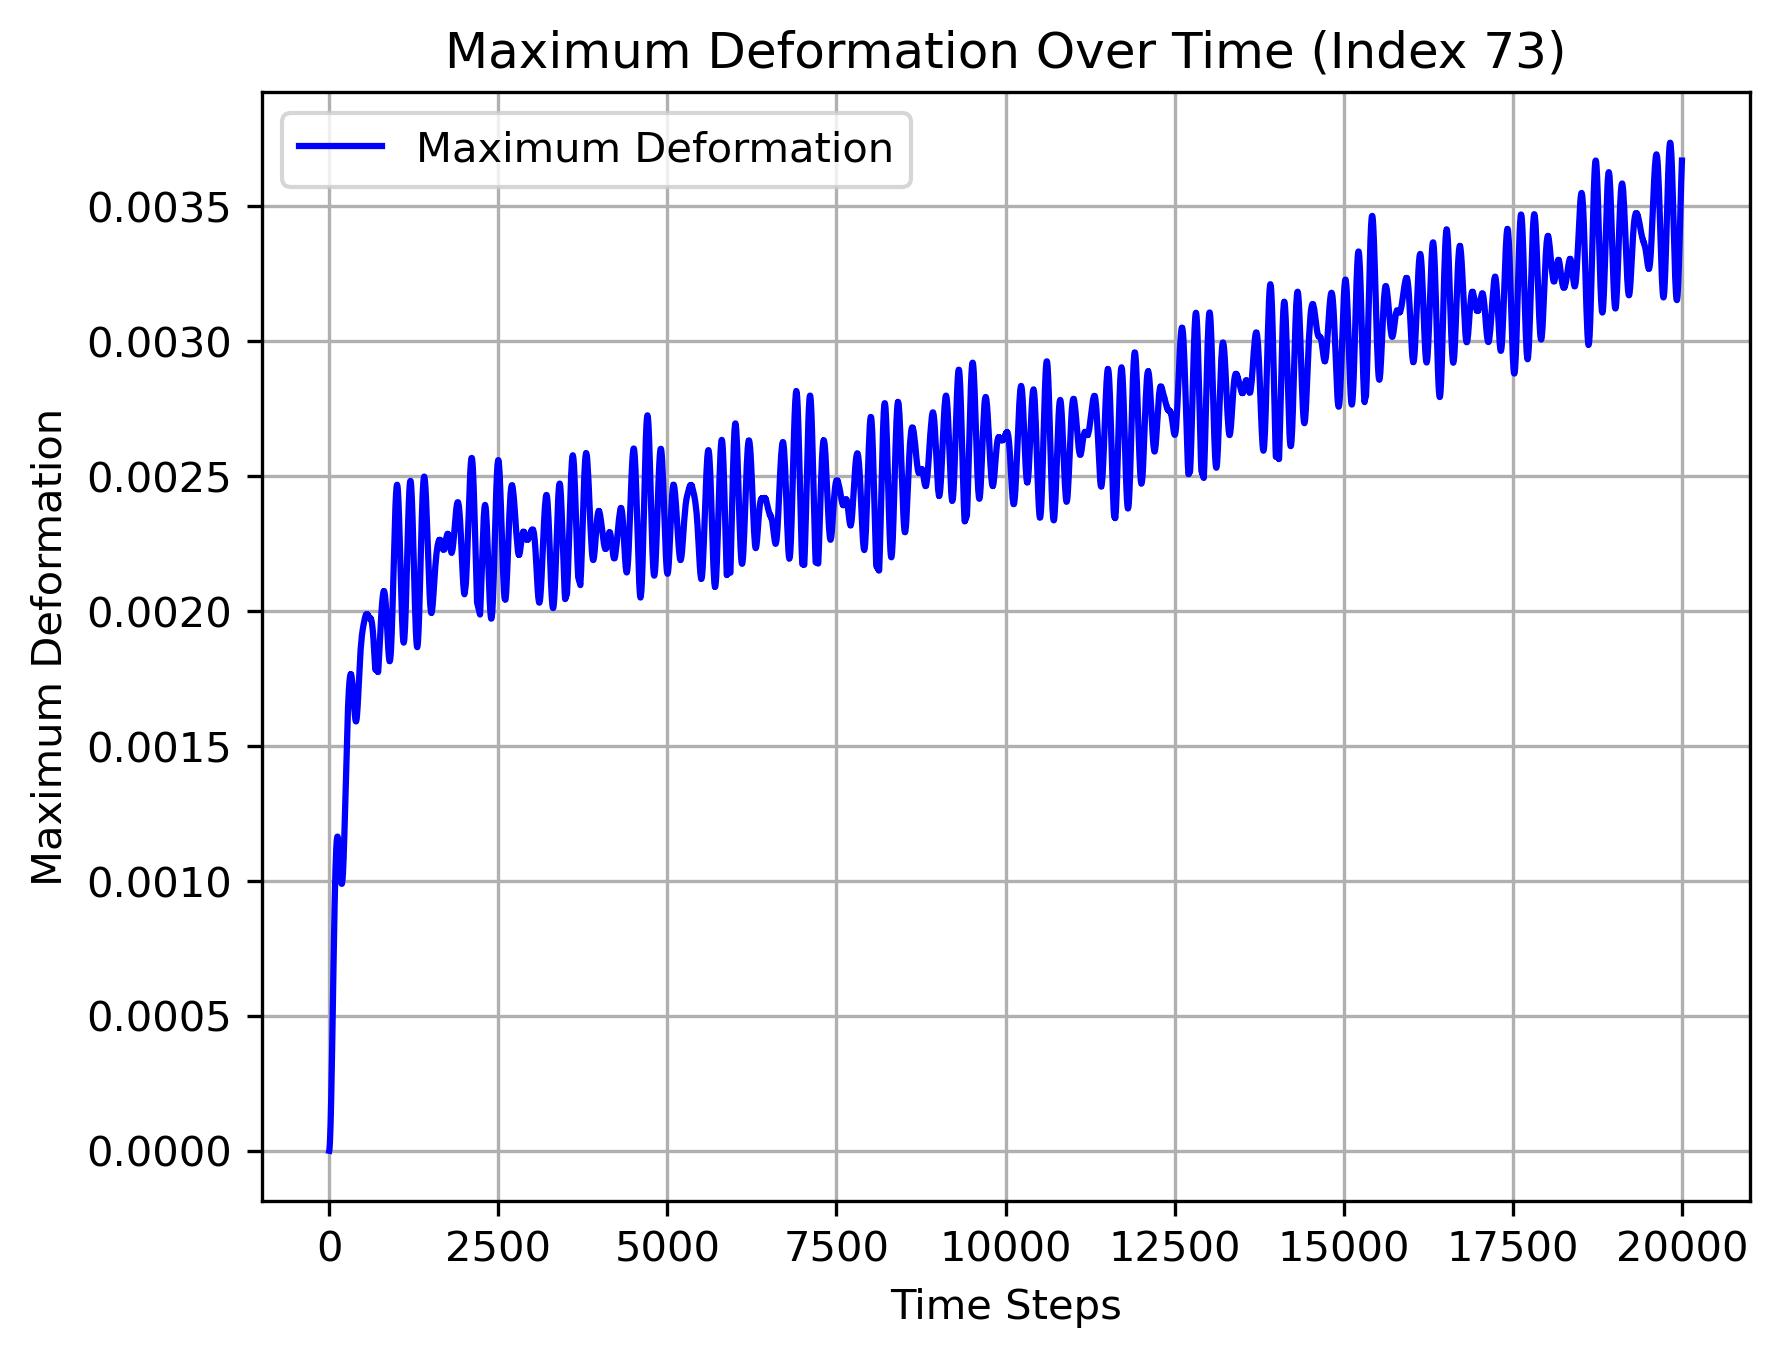 Maximum Deformation Over Time (Index 73)
Maximum Deformation
0.0035
0.0030
0.0025
0.0020
0.0015
0.0010
0.0005
0.0000
Maximum Deformation
0 2500 5000 7500 10000 12500 15000 17500 20000
Time Steps